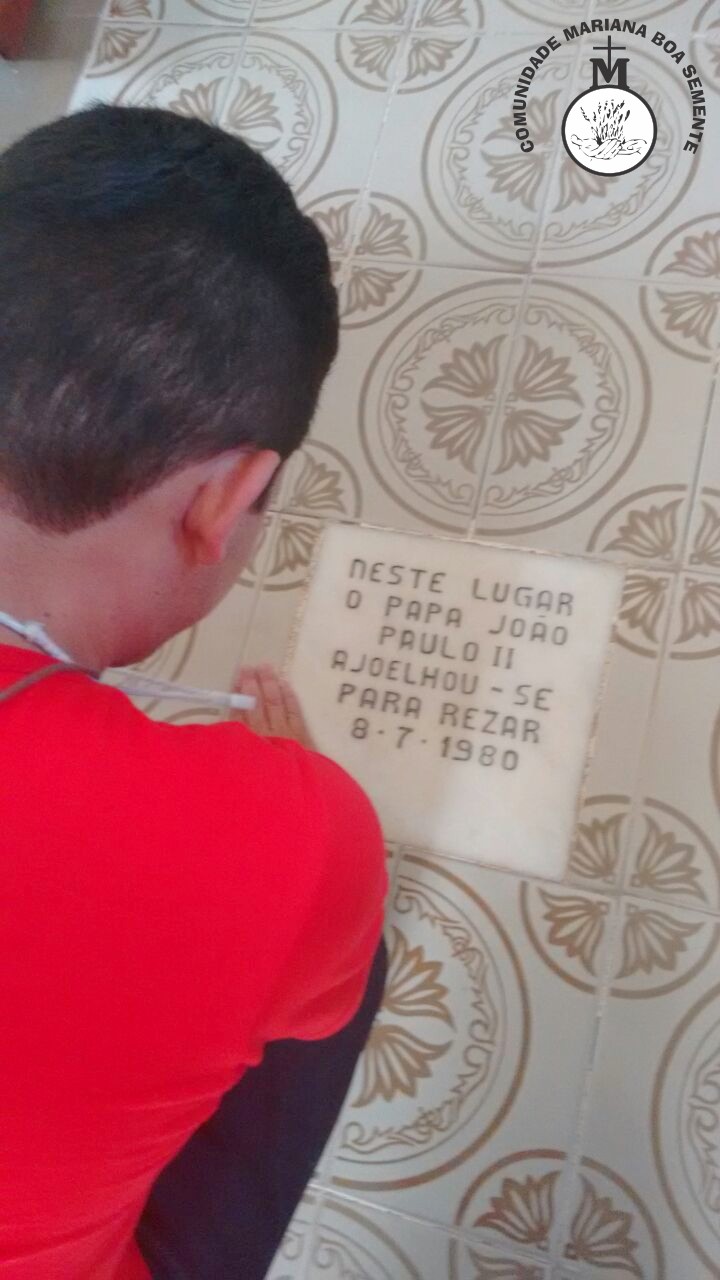 COMUNIDADE MARIANA BOA SEMENTE
M
NESTE LUGAR
O PAPA JOÃO
PAULO II
AJOELHOU-SE
PARA REZAR
8·7·1980